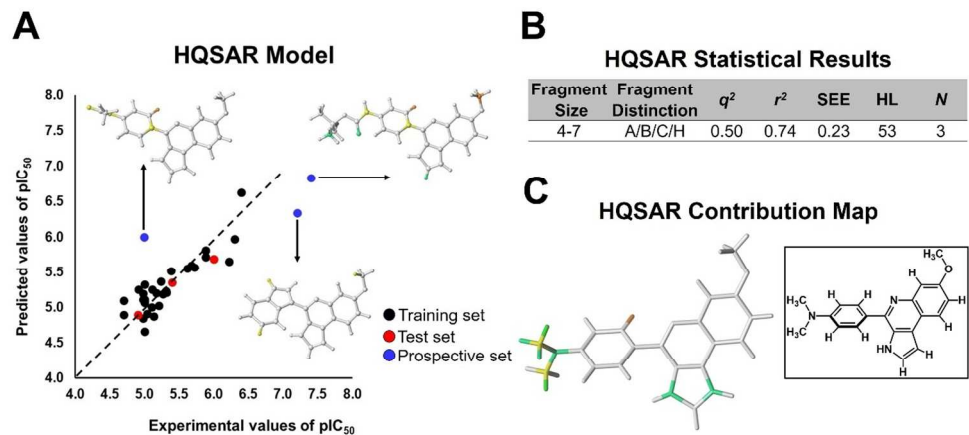 A
HQSAR Model
8.0
7.5
7.0
6.5
6.0
5.5
5.0
4.5
4.0
Predicted values of pIC50
4.0 4.5 5.0 5.5 6.0 6.5 7.0 7.5 8.0
Experimental values of pIC50
Training set
Test set
Prospective set
B
HQSAR Statistical Results
Fragment Size Fragment Distinction q² r² SEE HL N
4-7 A/B/C/H 0.50 0.74 0.23 53 3
C
HQSAR Contribution Map
CH3
O
H H
H H
H3C N
N
H3C
H H H
H
HN H
H